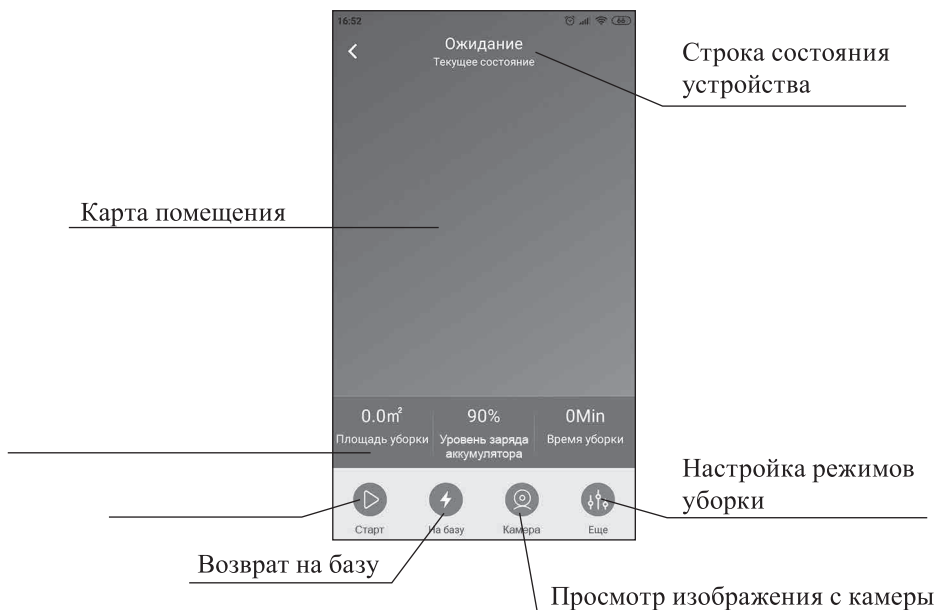 16:52
66
Ожидание
Текущее состояние
Строка состояния
устройства
Карта помещения
0.0m²
90%
0Min
Площадь уборки
Уровень заряда
аккумулятора
Время уборки
Настройка режимов
уборки
Старт
На базу
Камера
Еще
Возврат на базу
Просмотр изображения с камеры